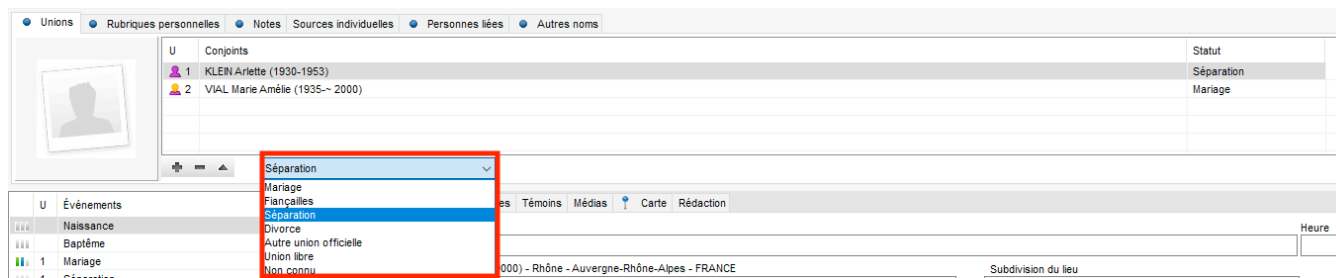 Unions Rubriques personnelles Notes Sources individuelles Personnes liées Autres noms
U Conjoints Statut
1 KLEIN Arlette (1930-1953) Séparation
2 VIAL Marie Amélie (1935-~ 2000) Mariage
Séparation
Mariage
Fiançailles
Séparation
Divorce
Autre union officielle
Union libre
Non connu
U Événements es Témoins Médias Carte Rédaction
Naissance Heure
Baptême
1 Mariage 000) - Rhône - Auvergne-Rhône-Alpes - FRANCE Subdivision du lieu
1 Séparation